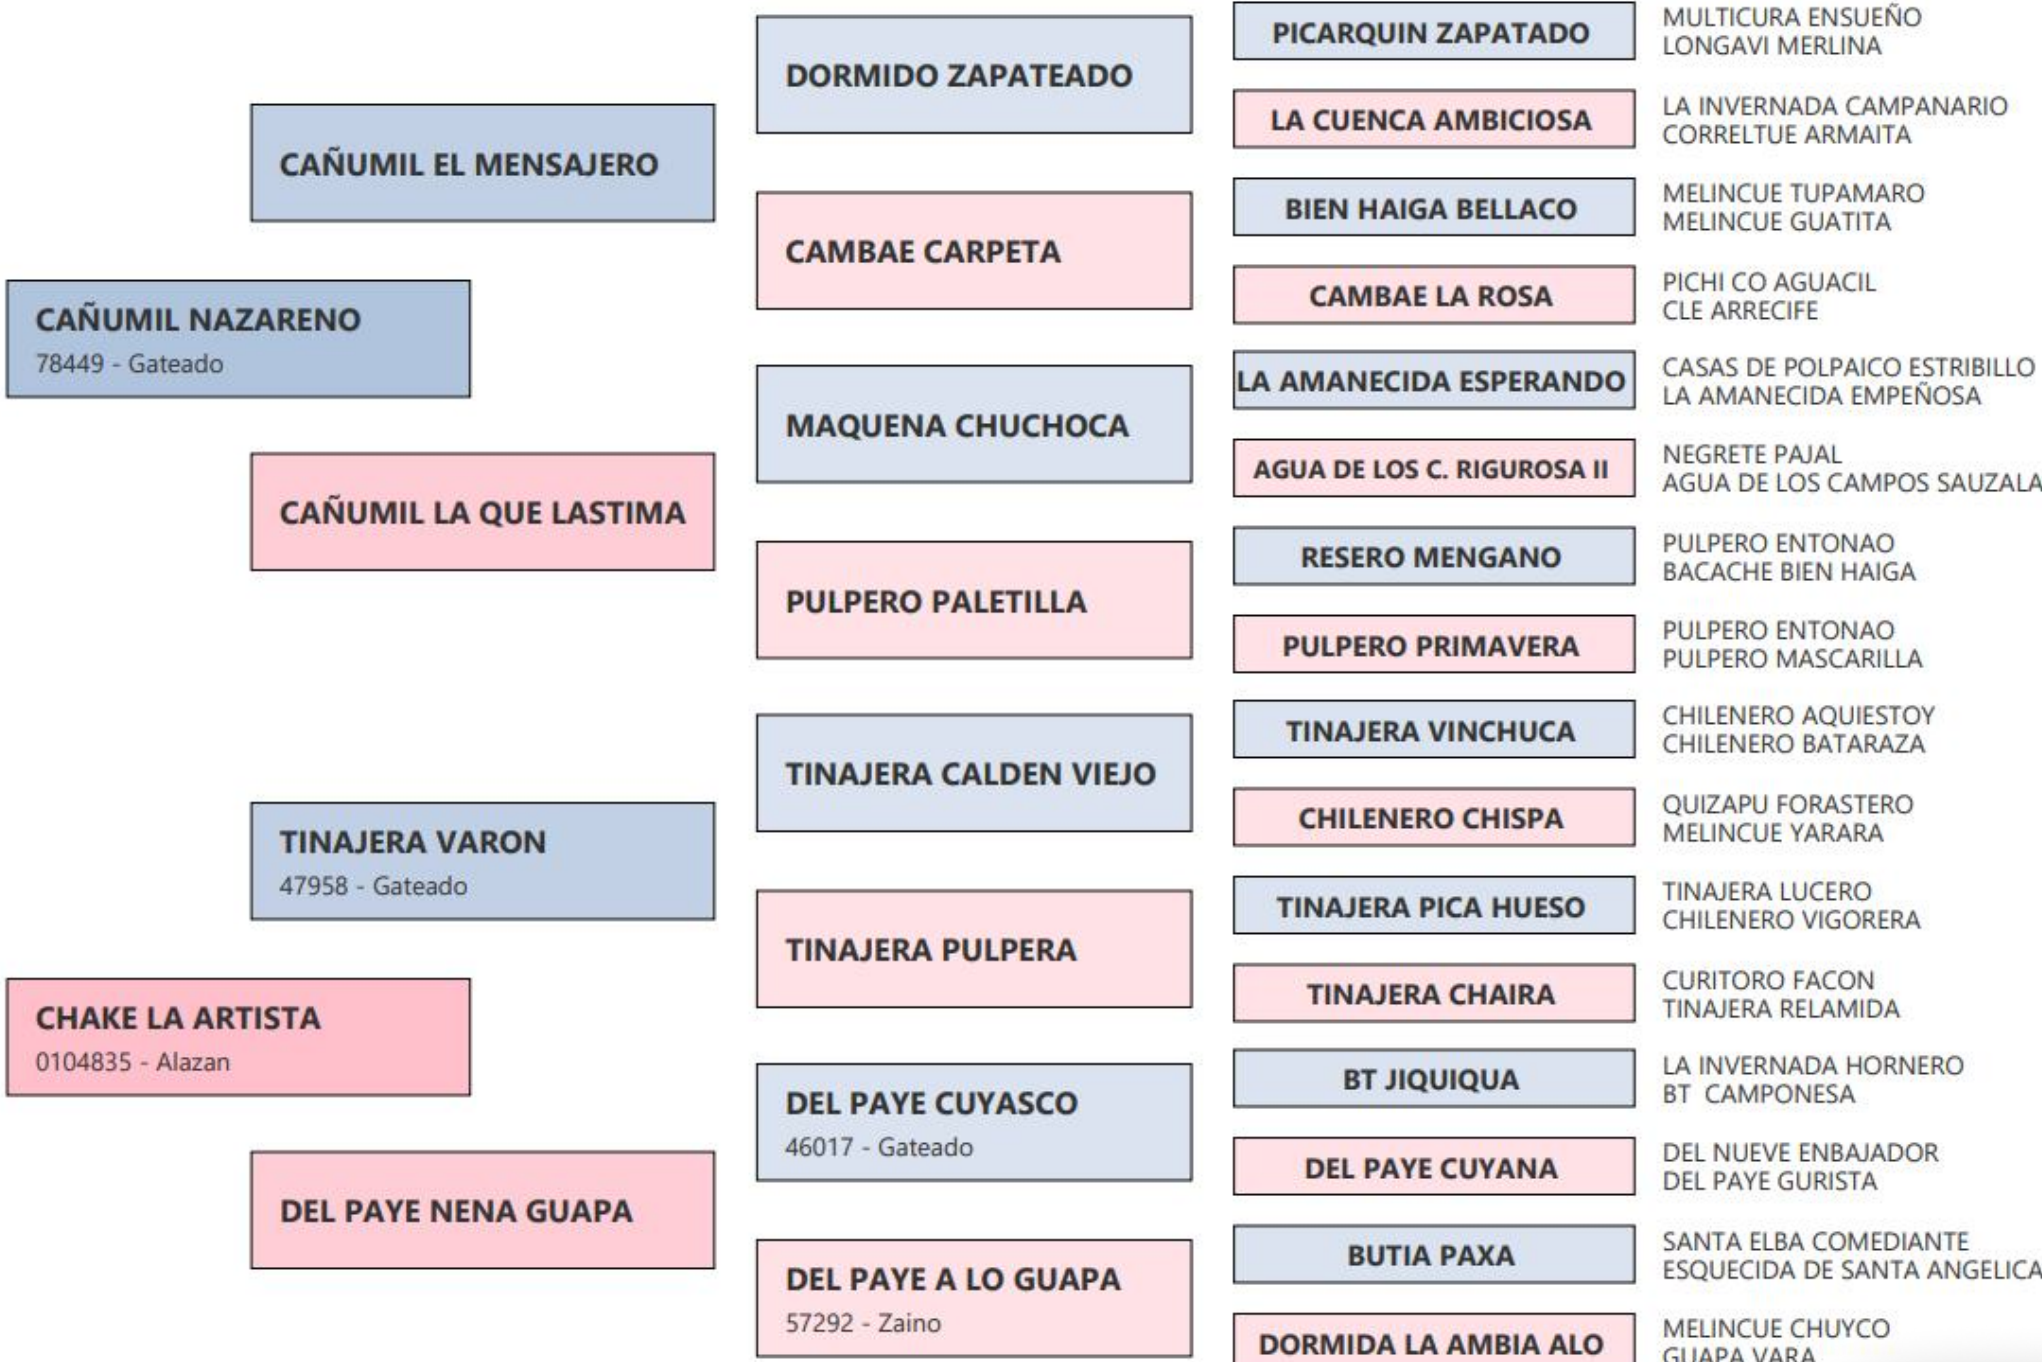 CAÑUMIL NAZARENO
78449 - Gateado
CHAKE LA ARTISTA
0104835 - Alazan
CAÑUMIL EL MENSAJERO
CAÑUMIL LA QUE LASTIMA
TINAJERA VARON
47958 - Gateado
DEL PAYE NENA GUAPA
DORMIDO ZAPATEADO
CAMBAE CARPETA
MAQUENA CHUCHOCA
PULPERO PALETILLA
TINAJERA CALDEN VIEJO
TINAJERA PULPERA
DEL PAYE CUYASCO
46017 - Gateado
DEL PAYE A LO GUAPA
57292 - Zaino
PICARQUIN ZAPATADO
LA CUENCA AMBICIOSA
BIEN HAIGA BELLACO
CAMBAE LA ROSA
LA AMANECIDA ESPERANDO
AGUA DE LOS C. RIGUROSA II
RESERO MENGANO
PULPERO PRIMAVERA
TINAJERA VINCHUCA
CHILENERO CHISPA
TINAJERA PICA HUESO
TINAJERA CHAIRA
BT JIQUIQUA
DEL PAYE CUYANA
BUTIA PAXA
DORMIDA LA AMBIA ALO
MULTICURA ENSUEÑO
LONGAVI MERLINA
LA INVERNADA CAMPANARIO
CORRELTUE ARMAITA
MELINCUE TUPAMARO
MELINCUE GUATITA
PICHI CO AGUACIL
CLE ARRECIFE
CASAS DE POLPAICO ESTRIBILLO
LA AMANECIDA EMPEÑOSA
NEGRETE PAJAL
AGUA DE LOS CAMPOS SAUZALA
PULPERO ENTONAO
BACACHE BIEN HAIGA
PULPERO ENTONAO
PULPERO MASCARILLA
CHILENERO AQUIESTOY
CHILENERO BATARAZA
QUIZAPU FORASTERO
MELINCUE YARARA
TINAJERA LUCERO
CHILENERO VIGORERA
CURITORO FACON
TINAJERA RELAMIDA
LA INVERNADA HORNERO
BT CAMPONESA
DEL NUEVE ENBAJADOR
DEL PAYE GURISTA
SANTA ELBA COMEDIANTE
ESQUECIDA DE SANTA ANGELICA
MELINCUE CHUYCO
GUAPA VARA